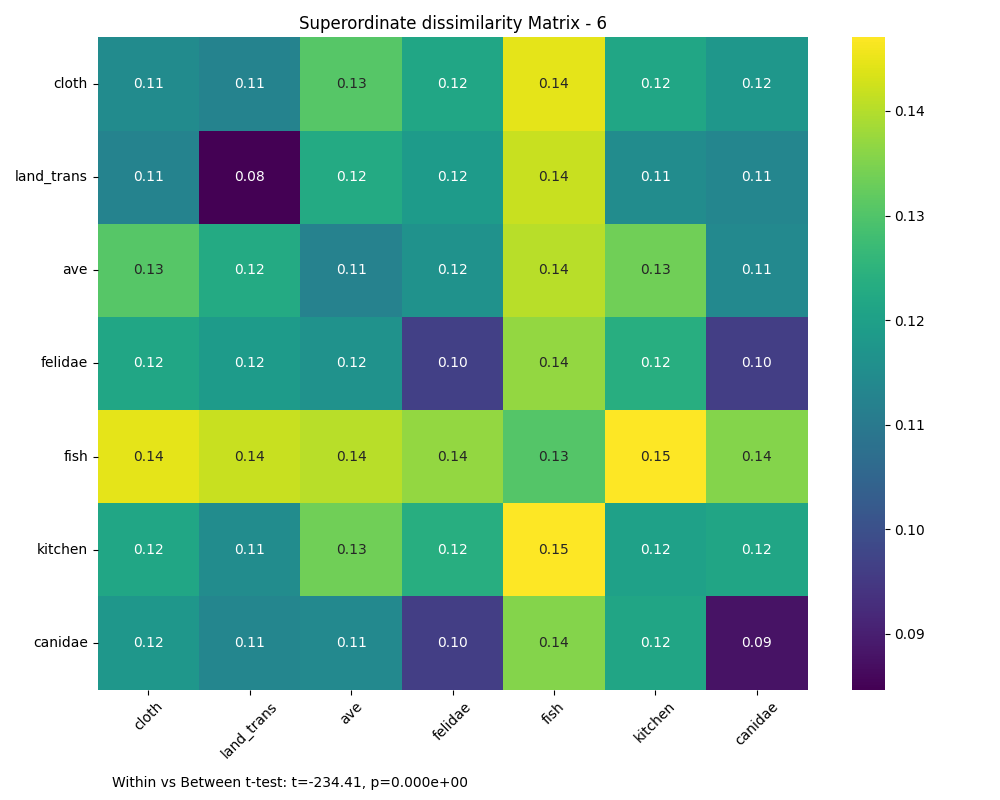 Superordinate dissimilarity Matrix - 6
cloth 0.11 0.11 0.13 0.12 0.14 0.12 0.12
land_trans 0.11 0.08 0.12 0.12 0.14 0.11 0.11
ave 0.13 0.12 0.11 0.12 0.14 0.13 0.11
felidae 0.12 0.12 0.12 0.10 0.14 0.12 0.10
fish 0.14 0.14 0.14 0.14 0.13 0.15 0.14
kitchen 0.12 0.11 0.13 0.12 0.15 0.12 0.12
canidae 0.12 0.11 0.11 0.10 0.14 0.12 0.09
cloth land_trans ave felidae fish kitchen canidae
0.14
0.13
0.12
0.11
0.10
0.09
Within vs Between t-test: t=-234.41, p=0.000e+00